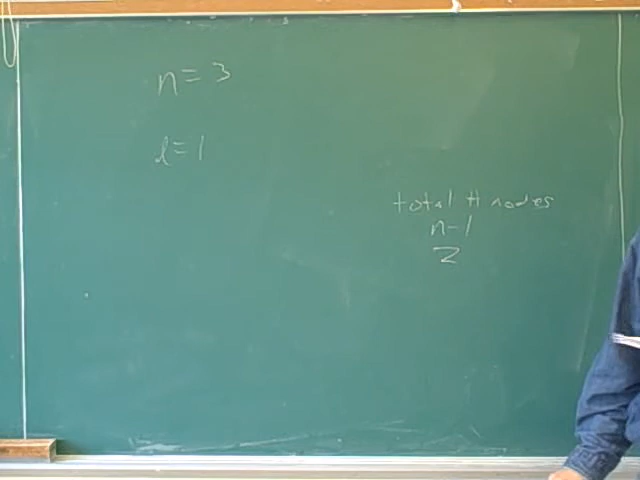 n=3
l=1
total # nodes
n-1
2